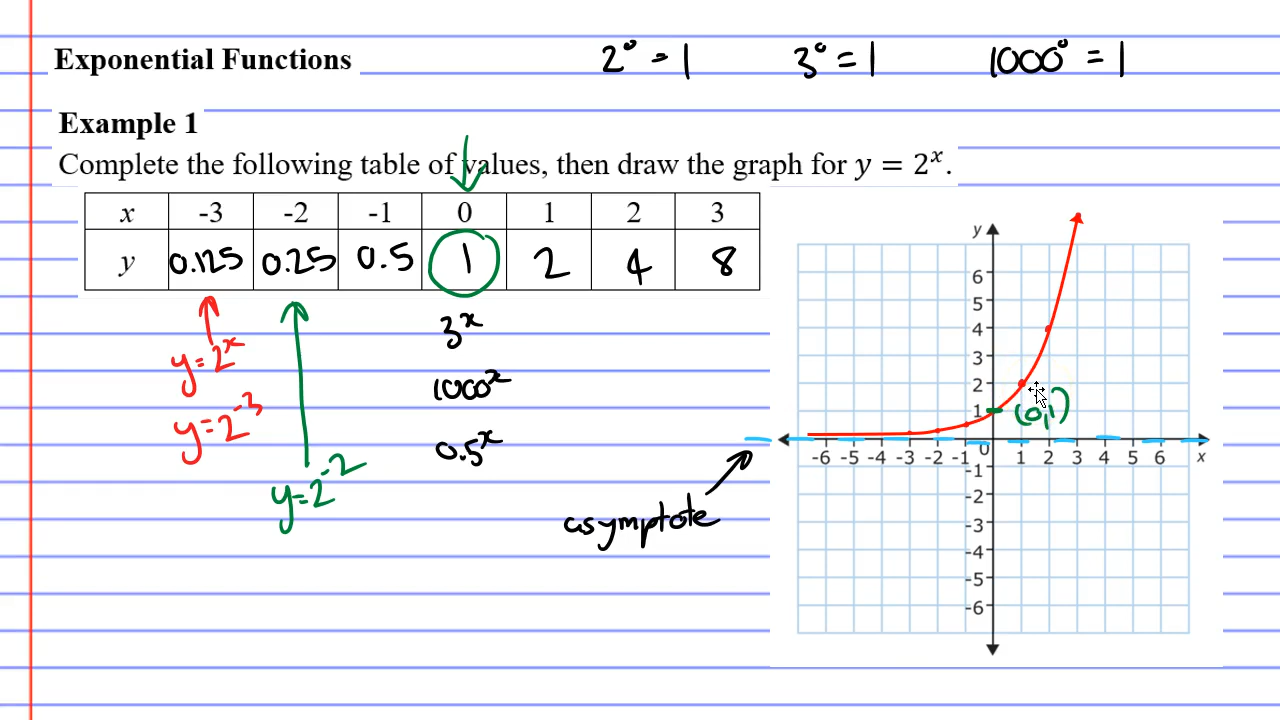 Exponential Functions 2⁰ = 1 3⁰ = 1 1000⁰ = 1
Example 1
Complete the following table of values, then draw the graph for y = 2ˣ.
x -3 -2 -1 0 1 2 3
y 0.125 0.25 0.5 1 2 4 8
y=2ˣ
y=2⁻³
y=2⁻²
3ˣ
1000ˣ
0.5ˣ
asymptote
y
6
5
4
3
2
1 (0,1)
-6 -5 -4 -3 -2 -1 0 1 2 3 4 5 6 x
-1
-2
-3
-4
-5
-6